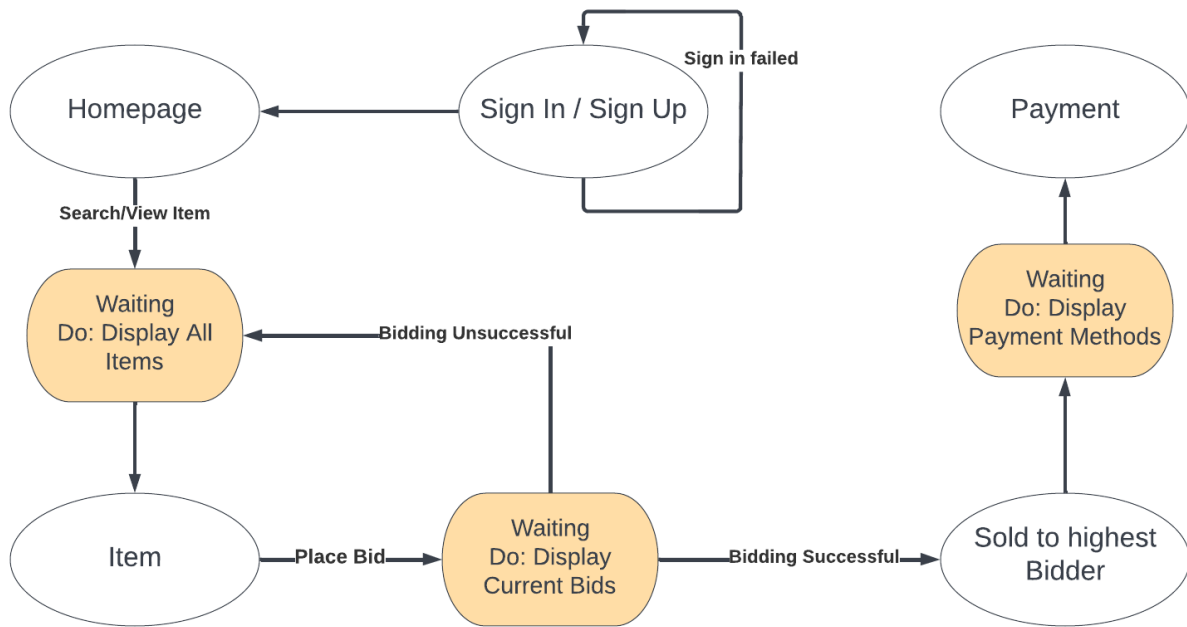 Homepage
Sign In / Sign Up
Sign in failed
Payment
Search/View Item
Waiting
Do: Display All
Items
Bidding Unsuccessful
Waiting
Do: Display
Payment Methods
Item
Place Bid
Waiting
Do: Display
Current Bids
Bidding Successful
Sold to highest
Bidder